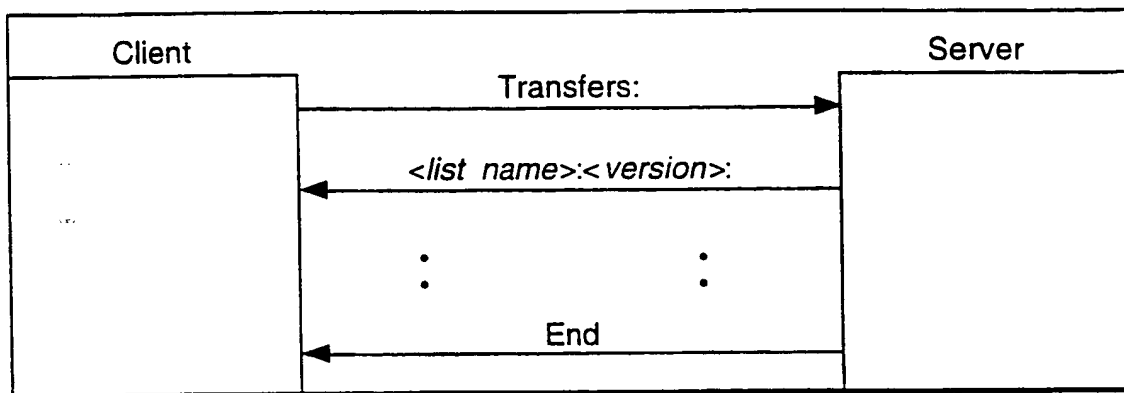 Client
Server
Transfers:
<list name>:<version>:
End